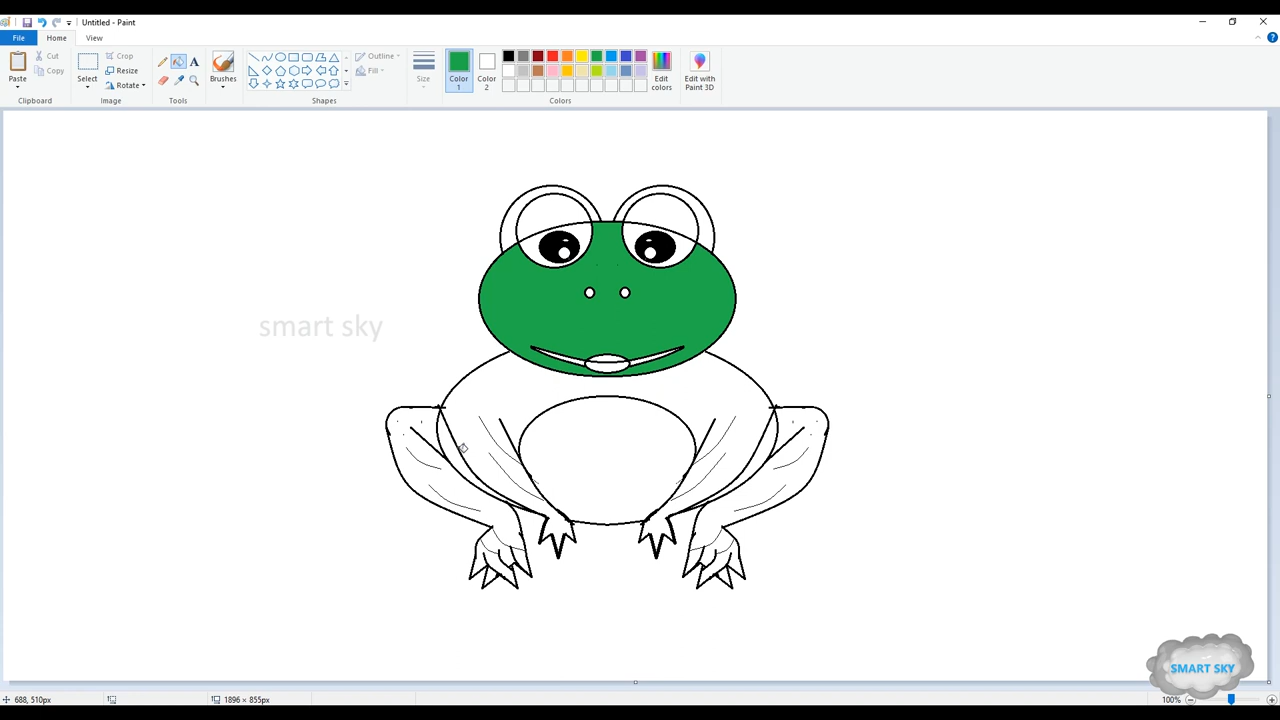 Untitled - Paint
File Home View
Paste
Cut
Copy
Clipboard
Select
Crop
Resize
Rotate
Image
A
Tools
Brushes
Outline
Fill
Shapes
Size
Color 1
Color 2
Edit colors
Colors
Edit with Paint 3D
smart sky
SMART SKY
688, 510px
1896 × 855px
100%